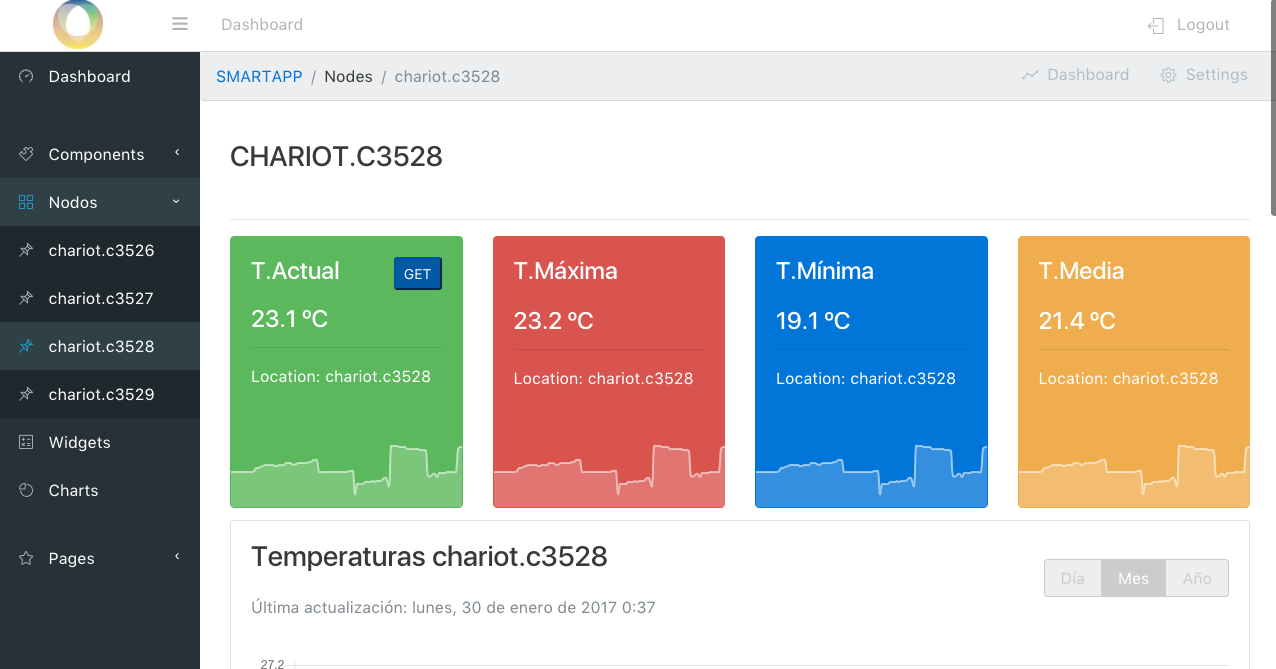 Dashboard
Logout
SMARTAPP / Nodes / chariot.c3528
Dashboard
Settings
Dashboard
Components
Nodos
chariot.c3526
chariot.c3527
chariot.c3528
chariot.c3529
Widgets
Charts
Pages
CHARIOT.C3528
T.Actual
GET
23.1 ºC
Location: chariot.c3528
T.Máxima
23.2 ºC
Location: chariot.c3528
T.Mínima
19.1 ºC
Location: chariot.c3528
T.Media
21.4 ºC
Location: chariot.c3528
Temperaturas chariot.c3528
Día Mes Año
Última actualización: lunes, 30 de enero de 2017 0:37
27.2